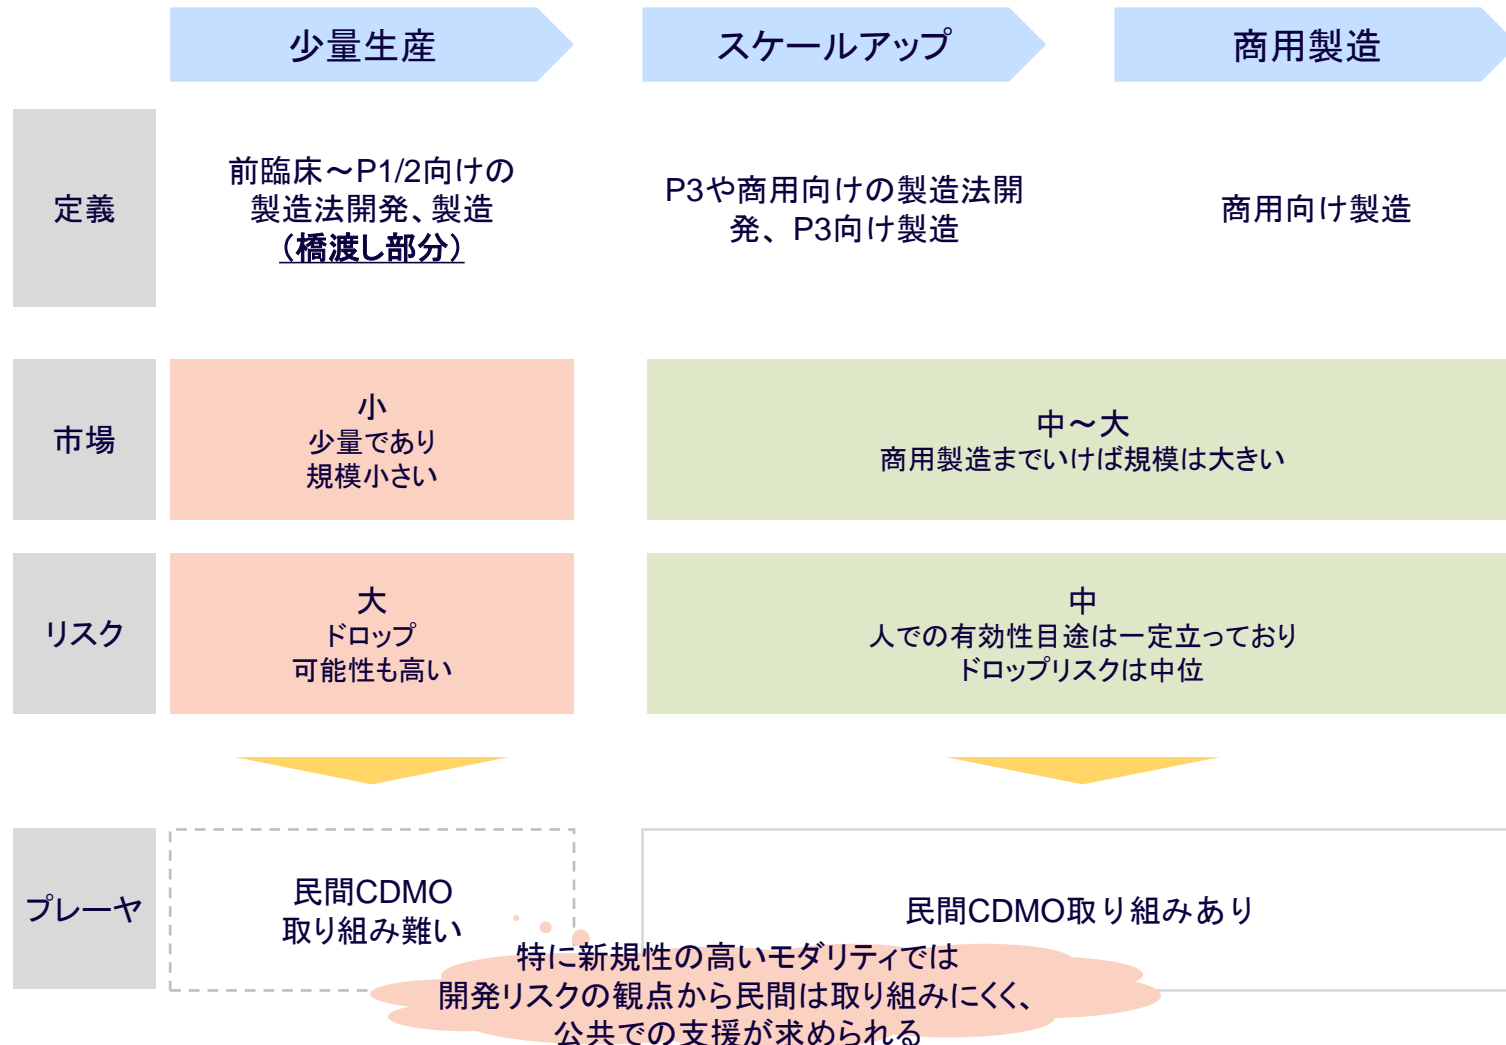 少量生産
スケールアップ
商用製造
定義
前臨床～P1/2向けの
製造法開発、製造
（橋渡し部分）
P3や商用向けの製造法開
発、P3向け製造
商用向け製造
市場
小
少量であり
規模小さい
中～大
商用製造までいけば規模は大きい
リスク
大
ドロップ
可能性も高い
中
人での有効性目途は一定立っており
ドロップリスクは中位
プレーヤ
民間CDMO
取り組み難い
民間CDMO取り組みあり
特に新規性の高いモダリティでは
開発リスクの観点から民間は取り組みにくく、
公共での支援が求められる